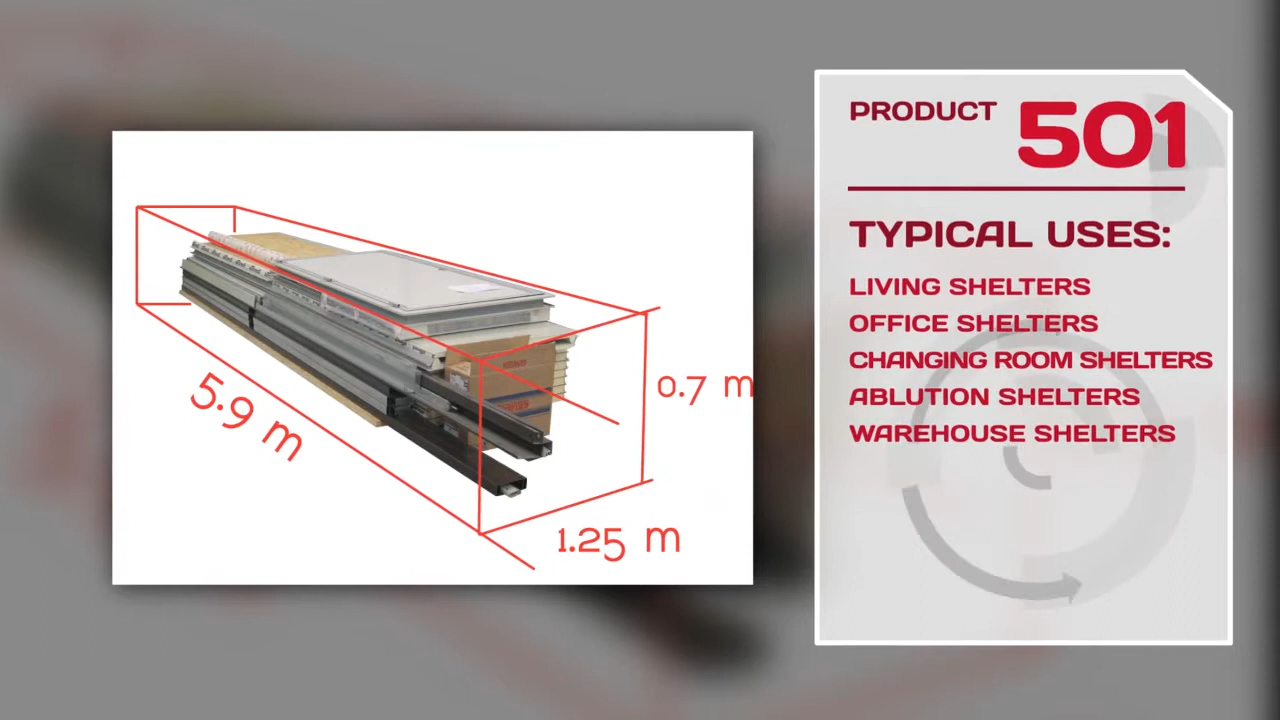 5.9 m
0.7 m
1.25 m
PRODUCT 501
TYPICAL USES:
LIVING SHELTERS
OFFICE SHELTERS
CHANGING ROOM SHELTERS
ABLUTION SHELTERS
WAREHOUSE SHELTERS